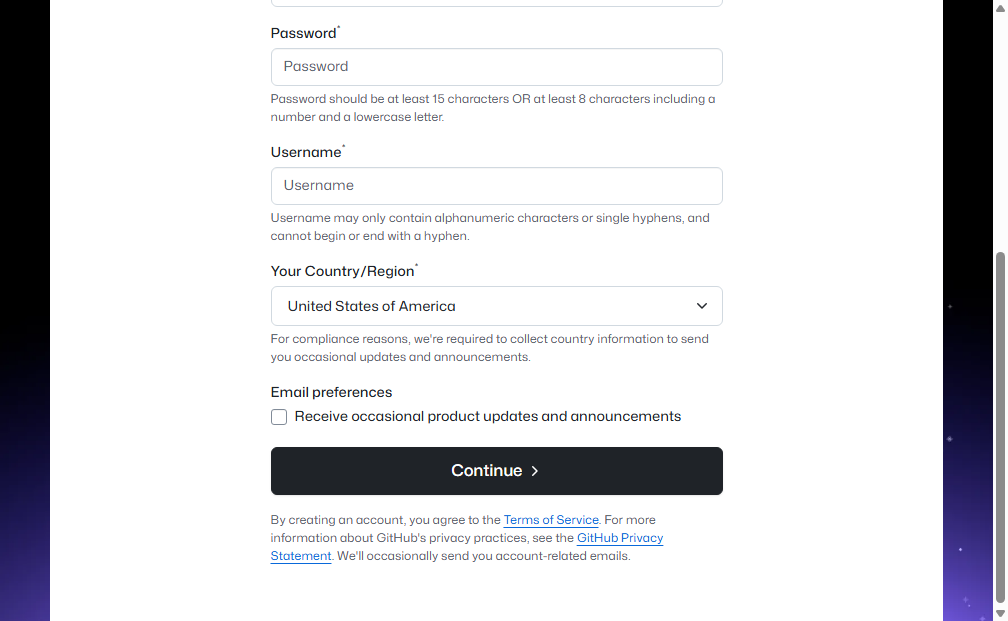 Password*
Password
Password should be at least 15 characters OR at least 8 characters including a
number and a lowercase letter.
Username*
Username
Username may only contain alphanumeric characters or single hyphens, and
cannot begin or end with a hyphen.
Your Country/Region*
United States of America
For compliance reasons, we're required to collect country information to send
you occasional updates and announcements.
Email preferences
Receive occasional product updates and announcements
Continue
By creating an account, you agree to the Terms of Service. For more
information about GitHub's privacy practices, see the GitHub Privacy
Statement. We'll occasionally send you account-related emails.